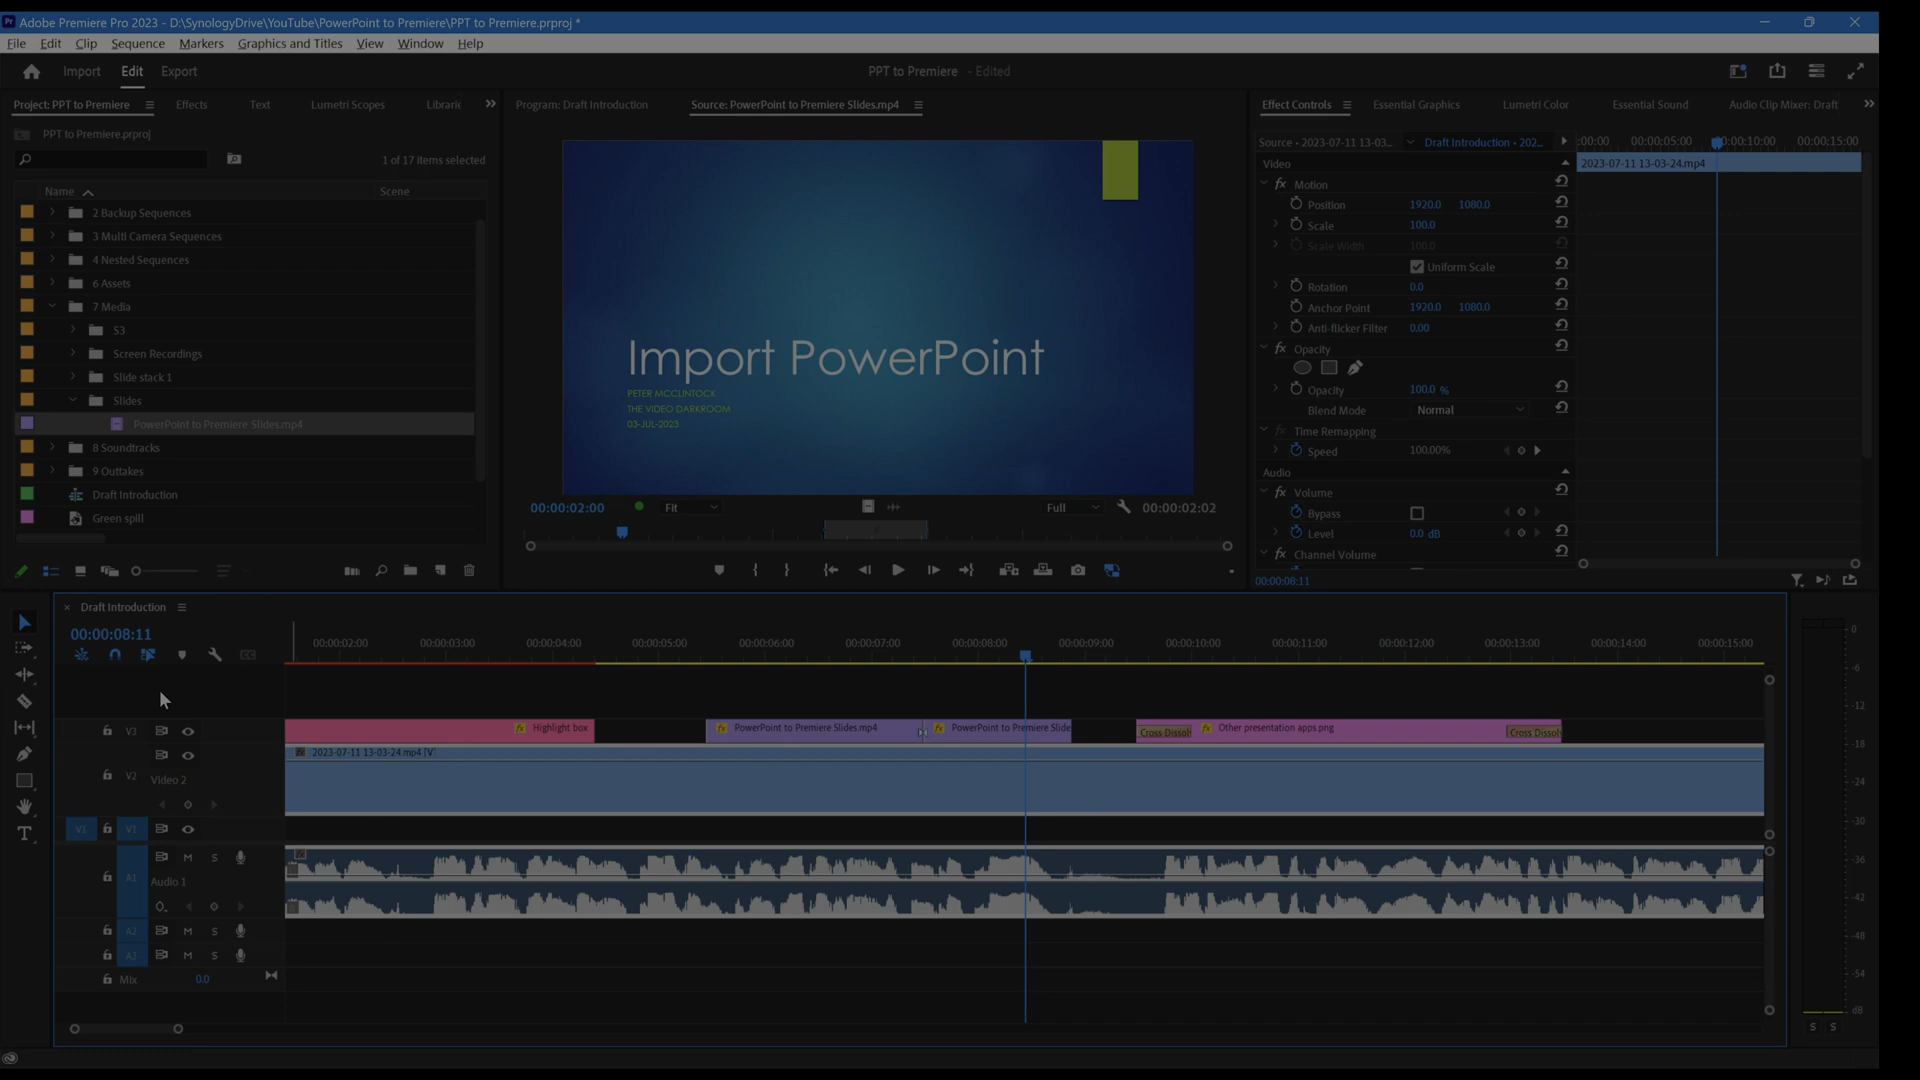 Adobe Premiere Pro 2023 - D:\SynologyDrive\YouTube\PowerPoint to Premiere\PPT to Premiere.prproj *
File Edit Clip Sequence Markers Graphics and Titles View Window Help
Import Edit Export
PPT to Premiere - Edited
Project: PPT to Premiere Effects Text Lumetri Scopes Librarie
PPT to Premiere.prproj
1 of 17 items selected
Name Scene
2 Backup Sequences
3 Multi Camera Sequences
4 Nested Sequences
6 Assets
7 Media
S3
Screen Recordings
Slide stack 1
Slides
PowerPoint to Premiere Slides.mp4
8 Soundtracks
9 Outtakes
Draft Introduction
Green spill
Program: Draft Introduction Source: PowerPoint to Premiere Slides.mp4
Import PowerPoint
PETER MCCLINTOCK
THE VIDEO DARKROOM
03-JUL-2023
00:00:02:00 Fit Full 00:00:02:02
Effect Controls Essential Graphics Lumetri Color Essential Sound Audio Clip Mixer: Draft
Source • 2023-07-11 13-03... Draft Introduction • 202... :00:00 00:00:05:00 00:00:10:00 00:00:15:00
Video 2023-07-11 13-03-24.mp4
fx Motion
Position 1920.0 1080.0
Scale 100.0
Scale Width 100.0
Uniform Scale
Rotation 0.0
Anchor Point 1920.0 1080.0
Anti-flicker Filter 0.00
fx Opacity
Opacity 100.0 %
Blend Mode Normal
fx Time Remapping
Speed 100.00%
Audio
fx Volume
Bypass
Level 0.0 dB
fx Channel Volume
00:00:08:11
Draft Introduction
00:00:08:11
00:00:02:00 00:00:03:00 00:00:04:00 00:00:05:00 00:00:06:00 00:00:07:00 00:00:08:00 00:00:09:00 00:00:10:00 00:00:11:00 00:00:12:00 00:00:13:00 00:00:14:00 00:00:15:00
V3 fx Highlight box fx PowerPoint to Premiere Slides.mp4 fx PowerPoint to Premiere Slide Cross Dissol fx Other presentation apps.png Cross Dissol
fx 2023-07-11 13-03-24.mp4 [V]
V2 Video 2
V1 V1
M S
A1 Audio 1
A2 M S
A3 M S
Mix 0.0
0
-6
-12
-18
-24
-30
-36
-42
-48
-54
dB
S S